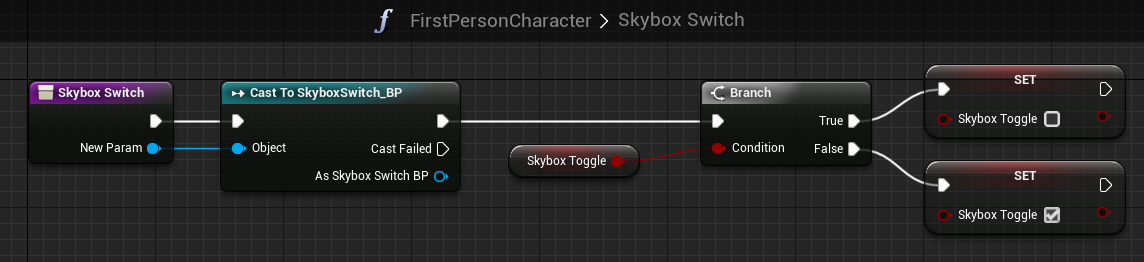 FirstPersonCharacter > Skybox Switch
Skybox Switch
New Param
Cast To SkyboxSwitch_BP
Object
Cast Failed
As Skybox Switch BP
Skybox Toggle
Branch
Condition
True
False
SET
Skybox Toggle
SET
Skybox Toggle